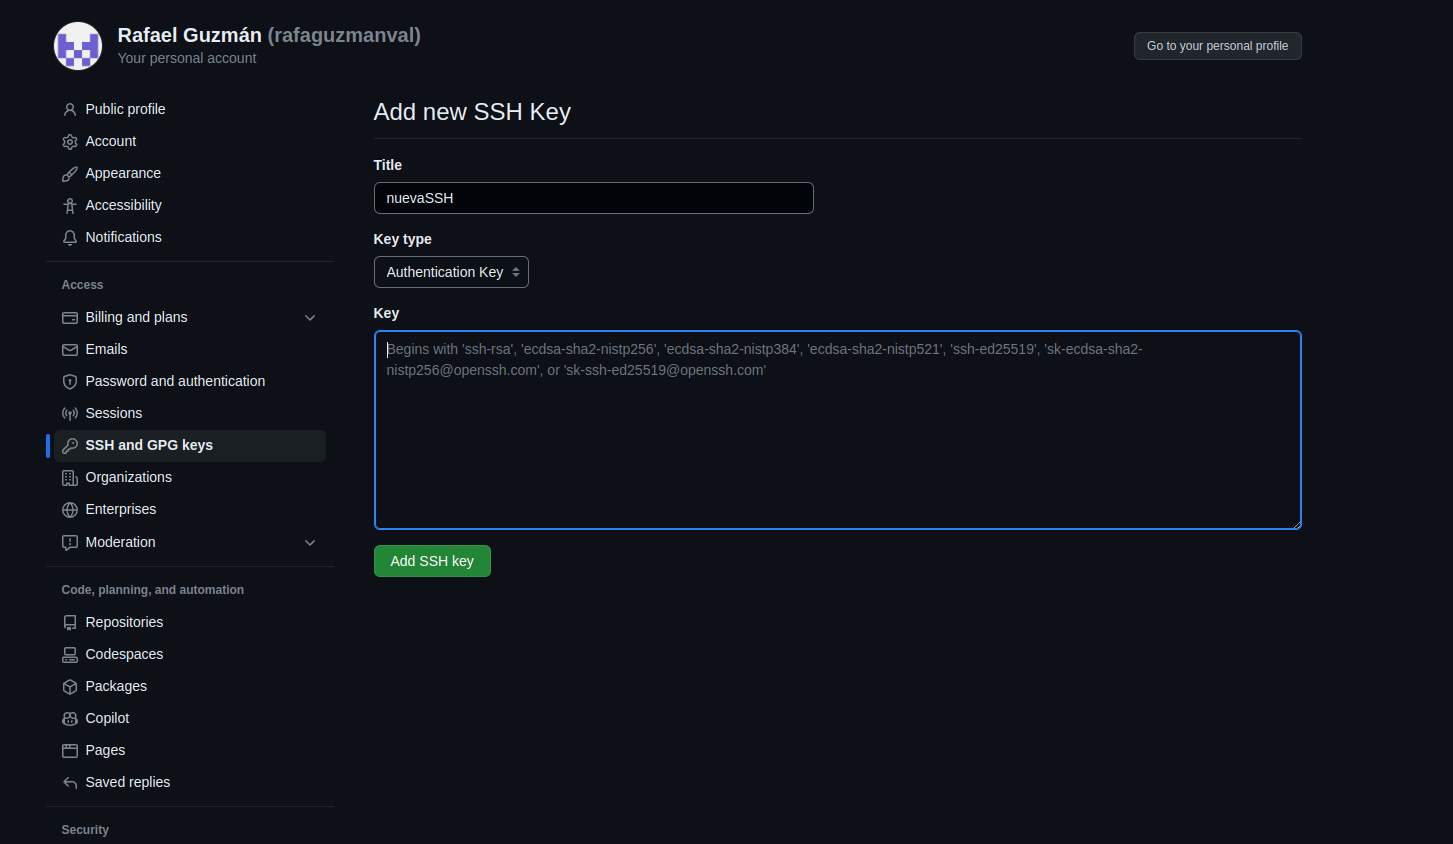 Rafael Guzmán (rafaguzmanval)
Your personal account
Go to your personal profile
Public profile
Account
Appearance
Accessibility
Notifications
Access
Billing and plans
Emails
Password and authentication
Sessions
SSH and GPG keys
Organizations
Enterprises
Moderation
Code, planning, and automation
Repositories
Codespaces
Packages
Copilot
Pages
Saved replies
Security
Add new SSH Key
Title
nuevaSSH
Key type
Authentication Key
Key
Begins with 'ssh-rsa', 'ecdsa-sha2-nistp256', 'ecdsa-sha2-nistp384', 'ecdsa-sha2-nistp521', 'ssh-ed25519', 'sk-ecdsa-sha2-
nistp256@openssh.com', or 'sk-ssh-ed25519@openssh.com'
Add SSH key